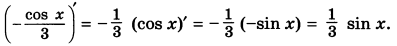 (−cos x/3)′ = −1/3 (cos x)′ = −1/3 (−sin x) = 1/3 sin x.